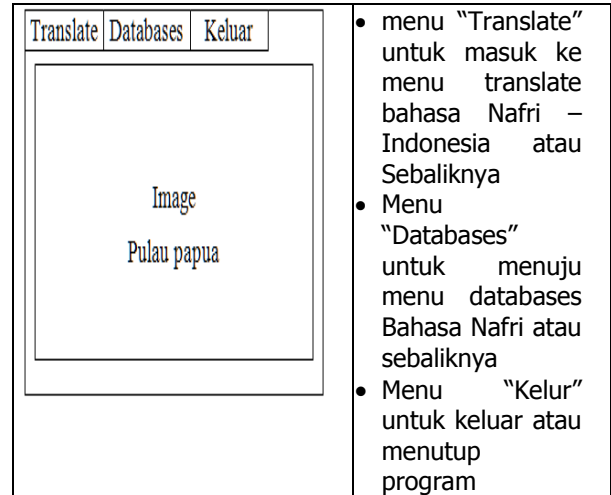 Translate Databases Keluar
Image
Pulau papua
• menu “Translate”
untuk masuk ke
menu translate
bahasa Nafri –
Indonesia atau
Sebaliknya
• Menu
“Databases”
untuk menuju
menu databases
Bahasa Nafri atau
sebaliknya
• Menu “Kelur”
untuk keluar atau
menutup
program